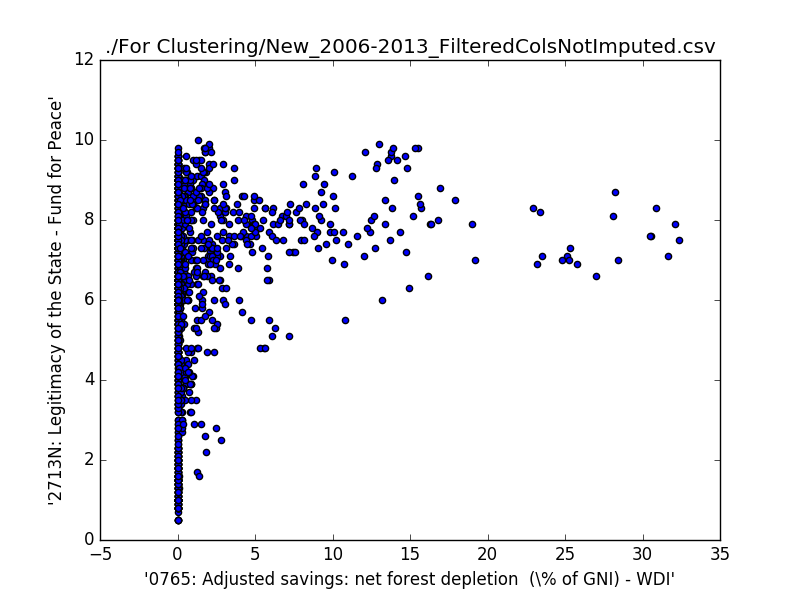 ./For Clustering/New_2006-2013_FilteredColsNotImputed.csv
'2713N: Legitimacy of the State - Fund for Peace'
12
10
8
6
4
2
0
−5 0 5 10 15 20 25 30 35
'0765: Adjusted savings: net forest depletion  (\% of GNI) - WDI'